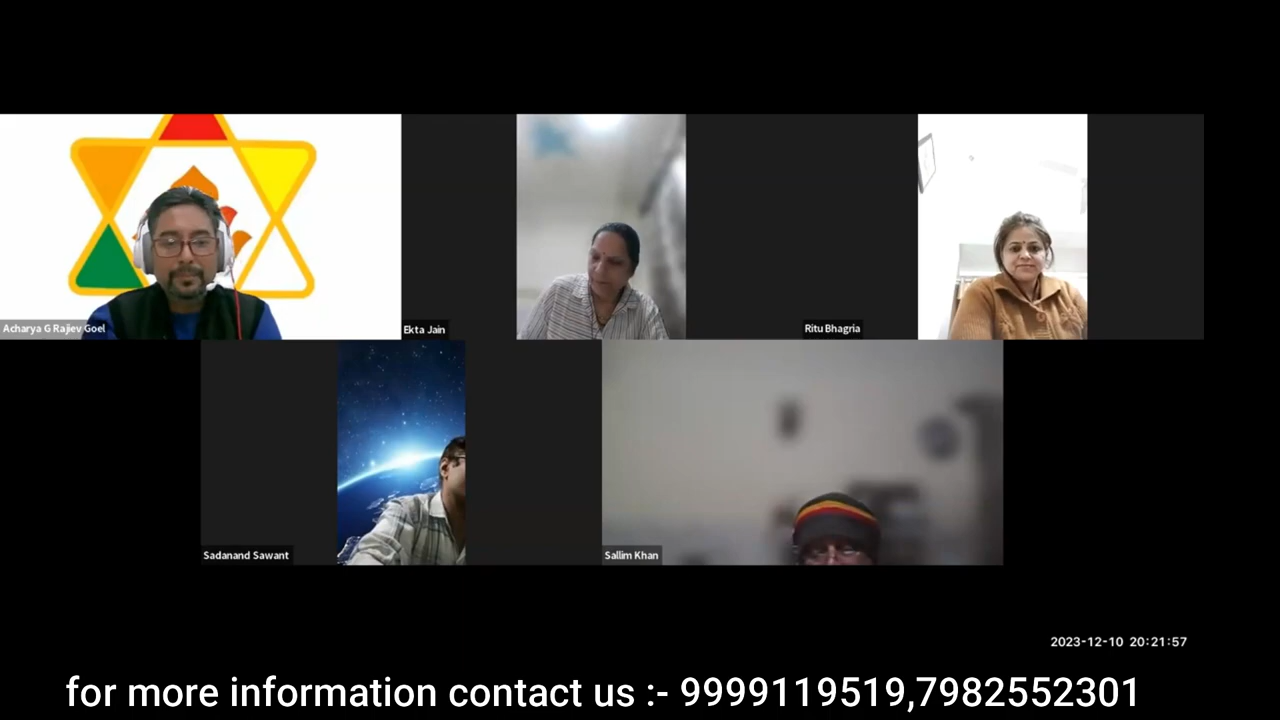 Acharya G Rajiev Goel
Ekta Jain
Ritu Bhagria
Sadanand Sawant
Sallim Khan
2023-12-10 20:21:57
for more information contact us :- 9999119519,7982552301